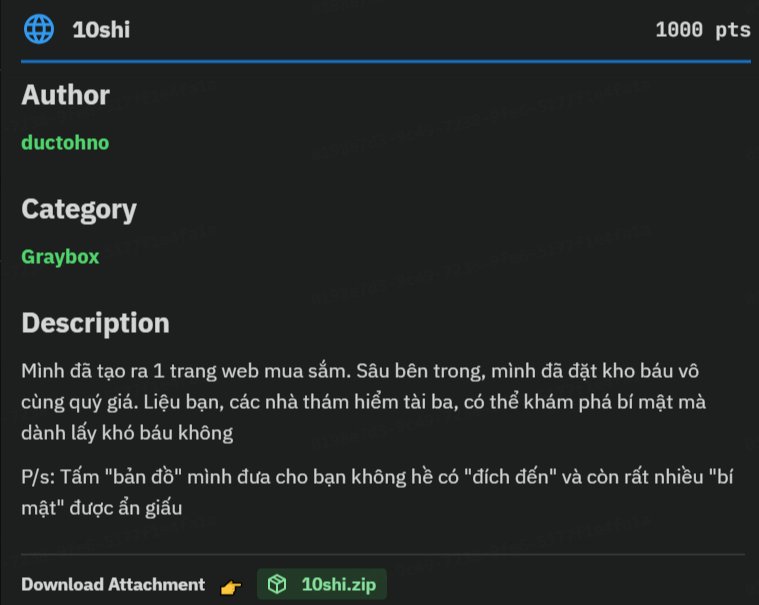 10shi 1000 pts
Author
ductohno
Category
Graybox
Description
Mình đã tạo ra 1 trang web mua sắm. Sâu bên trong, mình đã đặt kho báu vô
cùng quý giá. Liệu bạn, các nhà thám hiểm tài ba, có thể khám phá bí mật mà
dành lấy khó báu không
P/s: Tấm "bản đồ" mình đưa cho bạn không hề có "đích đến" và còn rất nhiều "bí
mật" được ẩn giấu
Download Attachment 👉 10shi.zip